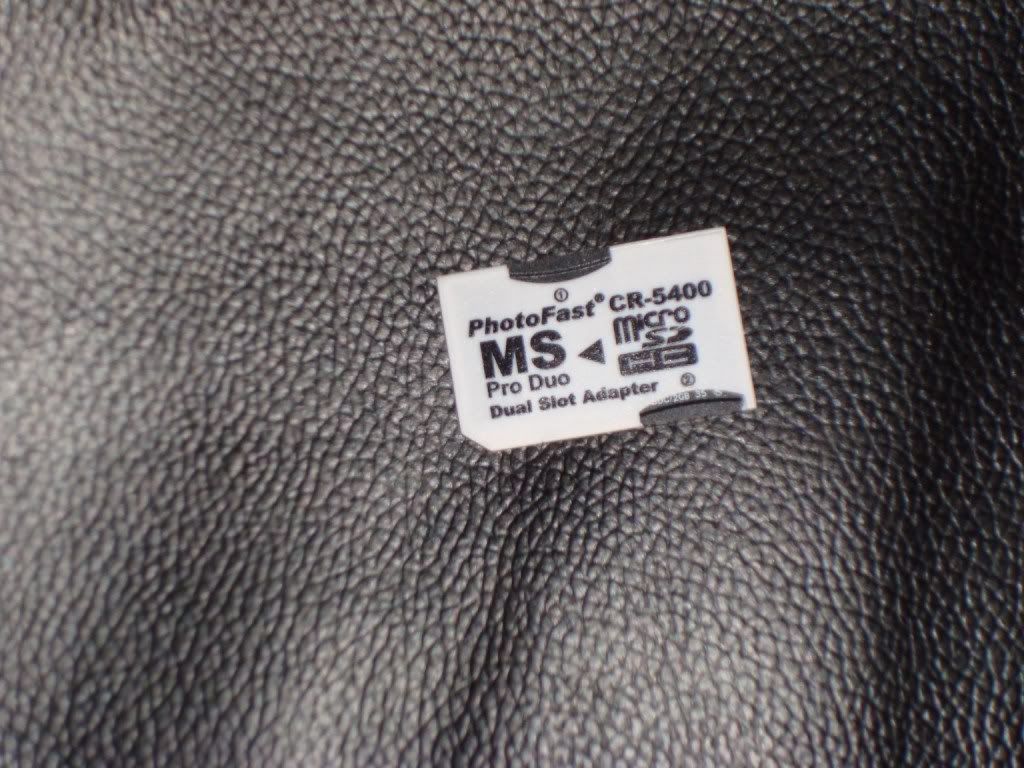 ①
PhotoFast® CR-5400
MS ◀ micro SD HC
Pro Duo
Dual Slot Adapter ②